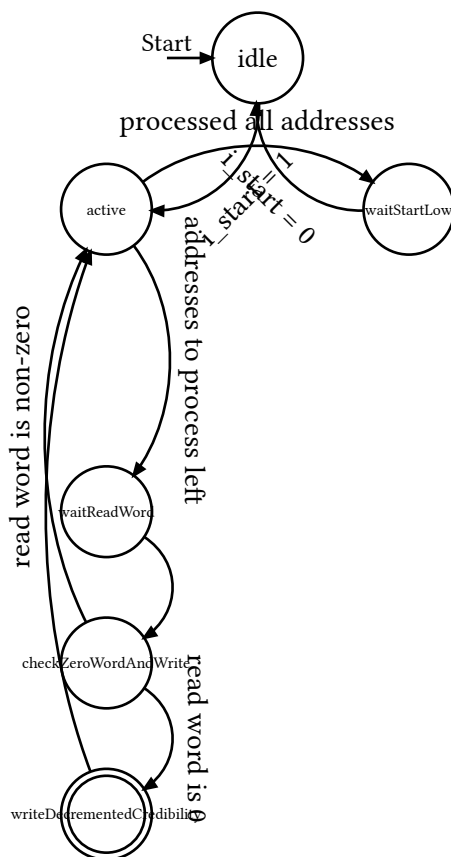 Start
idle
processed all addresses
i_start = 1
i_start = 0
active
waitStartLow
addresses to process left
read word is non-zero
waitReadWord
checkZeroWordAndWrite
read word is 0
writeDecrementedCredibility